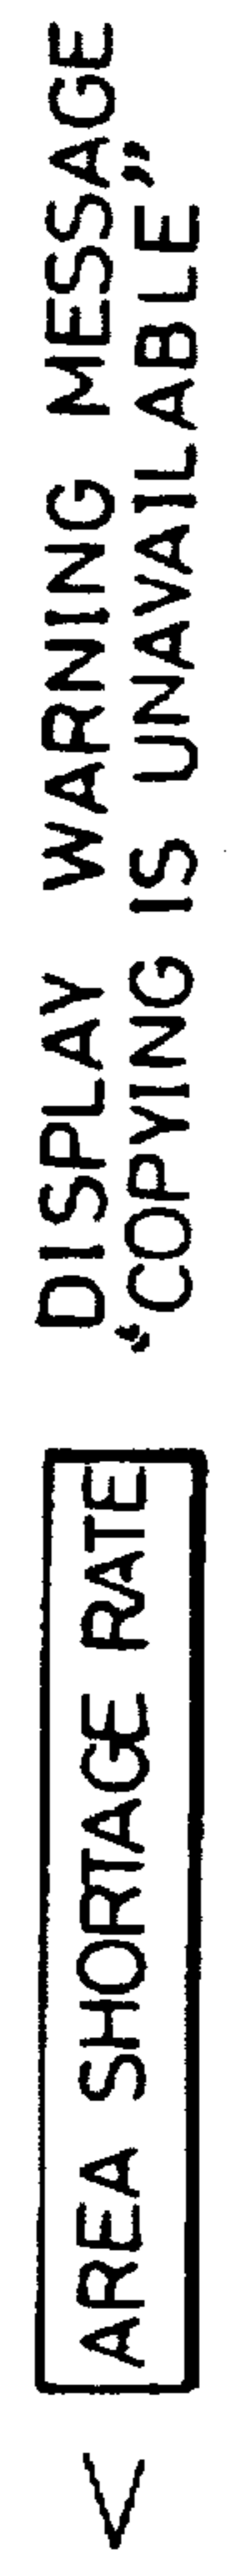 < AREA SHORTAGE RATE
DISPLAY WARNING MESSAGE
“COPYING IS UNAVAILABLE”